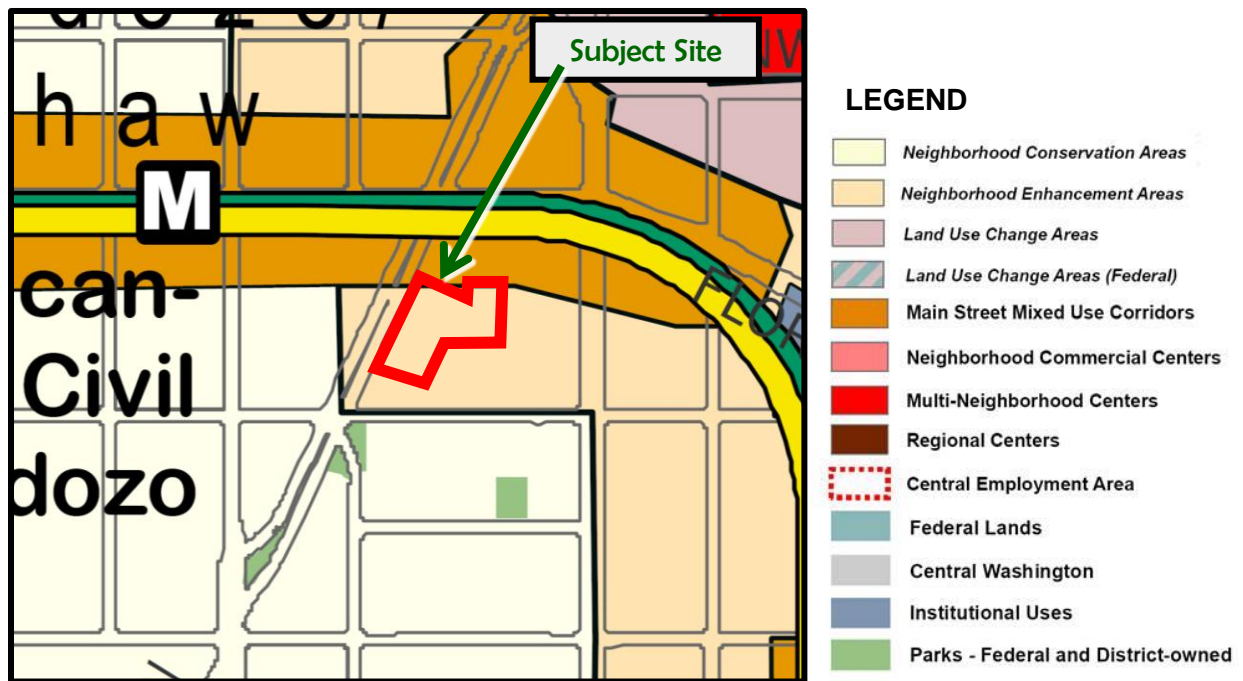 Subject Site
NW
h a w
M
can-
Civil
dozo
FLOR
LEGEND
Neighborhood Conservation Areas
Neighborhood Enhancement Areas
Land Use Change Areas
Land Use Change Areas (Federal)
Main Street Mixed Use Corridors
Neighborhood Commercial Centers
Multi-Neighborhood Centers
Regional Centers
Central Employment Area
Federal Lands
Central Washington
Institutional Uses
Parks - Federal and District-owned